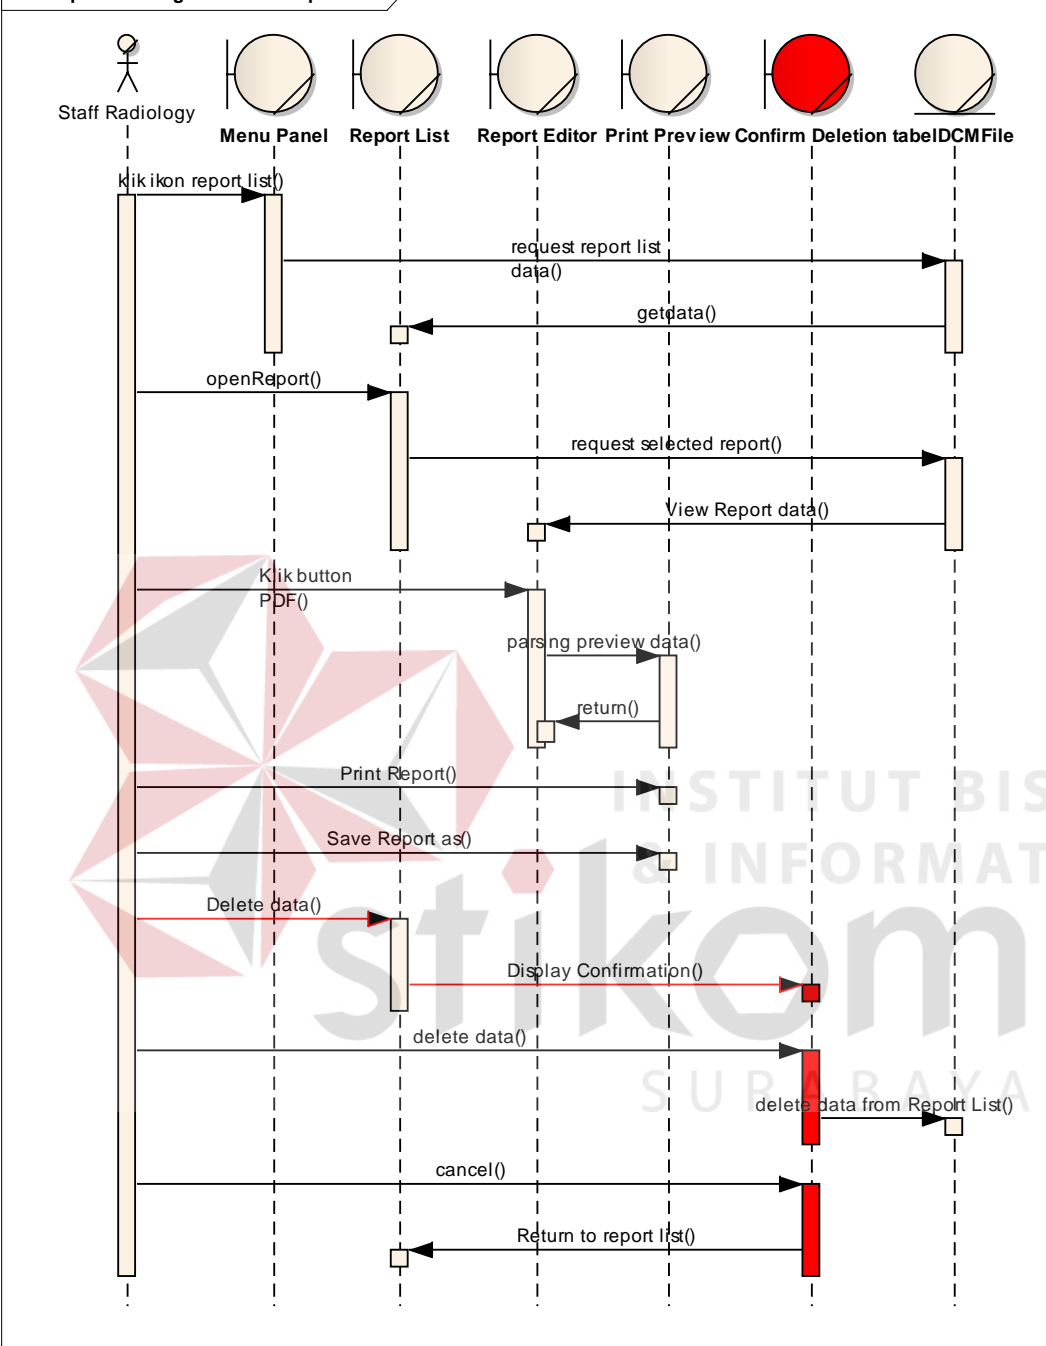 Staff Radiology
Menu Panel
Report List
Report Editor
Print Preview
Confirm Deletion
tabelDCMFile
klik ikon report list()
request report list
data()
getdata()
openReport()
request selected report()
View Report data()
Klik button
PDF()
parsing preview data()
return()
Print Report()
INSTITUT BIS
Save Report as()
& INFORMAT
Delete data()
stikom
Display Confirmation()
delete data()
SURABAYA
delete data from Report List()
cancel()
Return to report list()